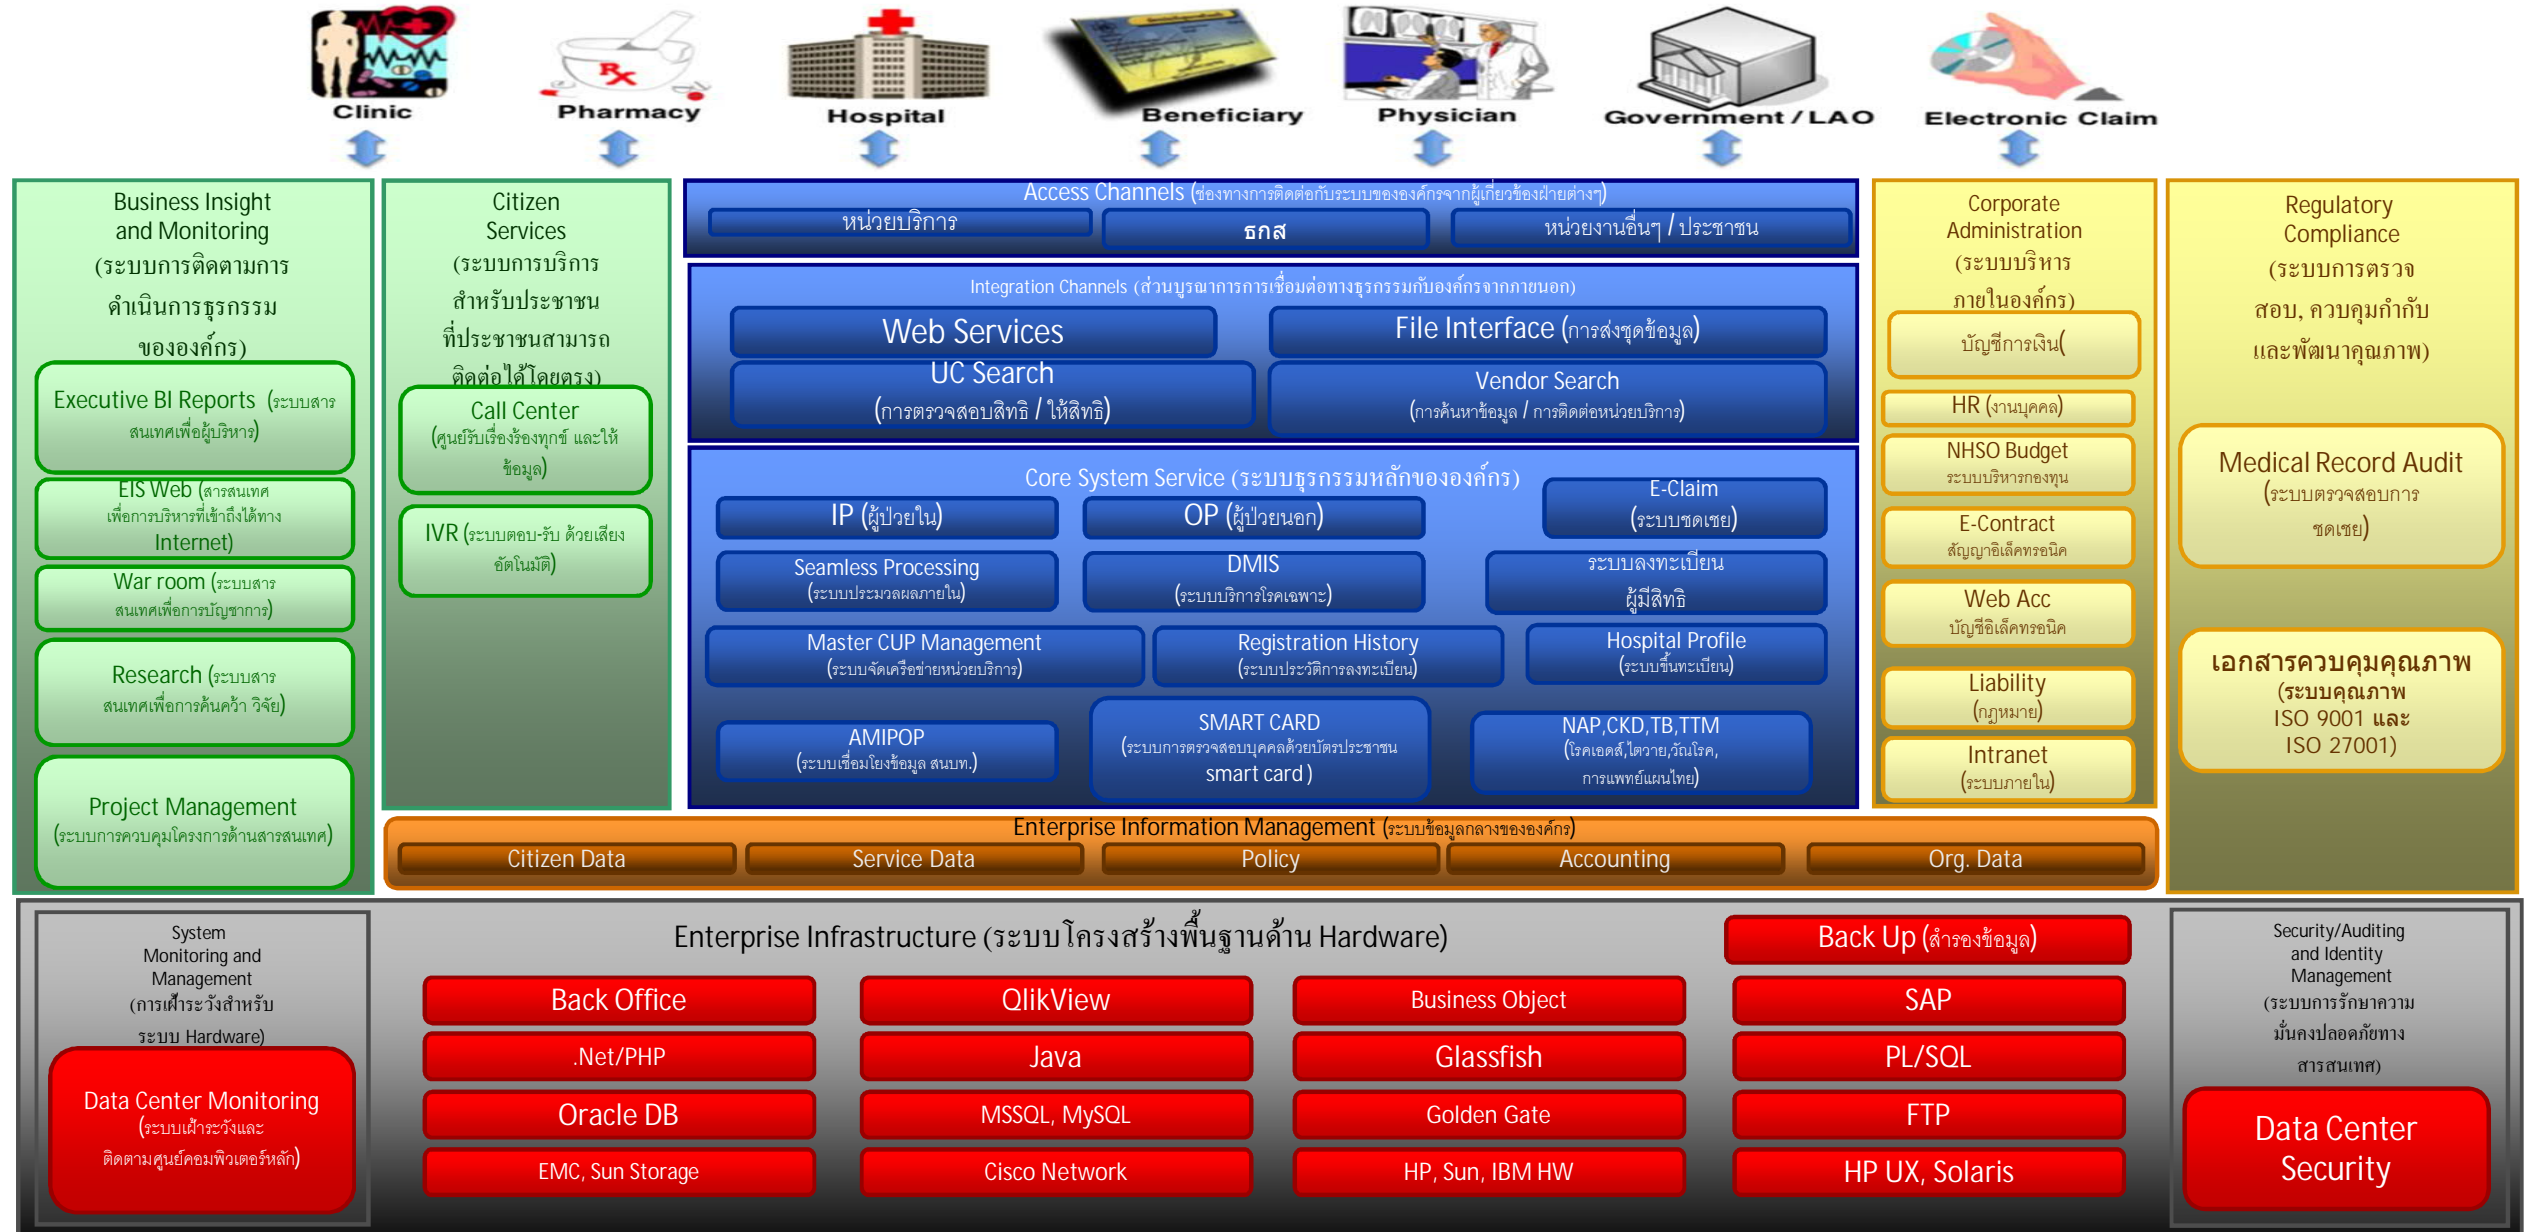 Clinic
Pharmacy
Hospital
Beneficiary
Physician
Government / LAO
Electronic Claim
Business Insight
and Monitoring
(ระบบการติดตามการ
ดำเนินการธุรกรรม
ขององค์กร)
Executive BI Reports (ระบบสาร
สนเทศเพื่อผู้บริหาร)
EIS Web (สารสนเทศ
เพื่อการบริหารที่เข้าถึงได้ทาง
Internet)
War room (ระบบสาร
สนเทศเพื่อการบัญชาการ)
Research (ระบบสาร
สนเทศเพื่อการค้นคว้า วิจัย)
Project Management
(ระบบการควบคุมโครงการด้านสารสนเทศ)
Citizen
Services
(ระบบการบริการ
สำหรับประชาชน
ที่ประชาชนสามารถ
ติดต่อได้โดยตรง)
Call Center
(ศูนย์รับเรื่องร้องทุกข์ และให้
ข้อมูล)
IVR (ระบบตอบ-รับ ด้วยเสียง
อัตโนมัติ)
Access Channels (ช่องทางการติดต่อกับระบบขององค์กรจากผู้เกี่ยวข้องฝ่ายต่างๆ)
หน่วยบริการ
ธกส
หน่วยงานอื่นๆ / ประชาชน
Integration Channels (ส่วนบูรณาการการเชื่อมต่อทางธุรกรรมกับองค์กรจากภายนอก)
Web Services
File Interface (การส่งชุดข้อมูล)
UC Search
(การตรวจสอบสิทธิ / ให้สิทธิ)
Vendor Search
(การค้นหาข้อมูล / การติดต่อหน่วยบริการ)
Core System Service (ระบบธุรกรรมหลักขององค์กร)
IP (ผู้ป่วยใน)
OP (ผู้ป่วยนอก)
E-Claim
(ระบบชดเชย)
Seamless Processing
(ระบบประมวลผลภายใน)
DMIS
(ระบบบริการโรคเฉพาะ)
ระบบลงทะเบียน
ผู้มีสิทธิ
Master CUP Management
(ระบบจัดเครือข่ายหน่วยบริการ)
Registration History
(ระบบประวัติการลงทะเบียน)
Hospital Profile
(ระบบขึ้นทะเบียน)
AMIPOP
(ระบบเชื่อมโยงข้อมูล สนบท.)
SMART CARD
(ระบบการตรวจสอบบุคคลด้วยบัตรประชาชน
smart card )
NAP,CKD,TB,TTM
(โรคเอดส์,ไตวาย,วัณโรค,
การแพทย์แผนไทย)
Corporate
Administration
(ระบบบริหาร
ภายในองค์กร)
บัญชีการเงิน(
HR (งานบุคคล)
NHSO Budget
ระบบบริหารกองทุน
E-Contract
สัญญาอิเล็คทรอนิค
Web Acc
บัญชีอิเล็คทรอนิค
Liability
(กฎหมาย)
Intranet
(ระบบภายใน)
Regulatory
Compliance
(ระบบการตรวจ
สอบ, ควบคุมกำกับ
และพัฒนาคุณภาพ)
Medical Record Audit
(ระบบตรวจสอบการ
ชดเชย)
เอกสารควบคุมคุณภาพ
(ระบบคุณภาพ
ISO 9001 และ
ISO 27001)
Enterprise Information Management (ระบบข้อมูลกลางขององค์กร)
Citizen Data
Service Data
Policy
Accounting
Org. Data
System
Monitoring and
Management
(การเฝ้าระวังสำหรับ
ระบบ Hardware)
Data Center Monitoring
(ระบบเฝ้าระวังและ
ติดตามศูนย์คอมพิวเตอร์หลัก)
Enterprise Infrastructure (ระบบโครงสร้างพื้นฐานด้าน Hardware)
Back Up (สำรองข้อมูล)
Back Office
QlikView
Business Object
SAP
.Net/PHP
Java
Glassfish
PL/SQL
Oracle DB
MSSQL, MySQL
Golden Gate
FTP
EMC, Sun Storage
Cisco Network
HP, Sun, IBM HW
HP UX, Solaris
Security/Auditing
and Identity
Management
(ระบบการรักษาความ
มั่นคงปลอดภัยทาง
สารสนเทศ)
Data Center
Security